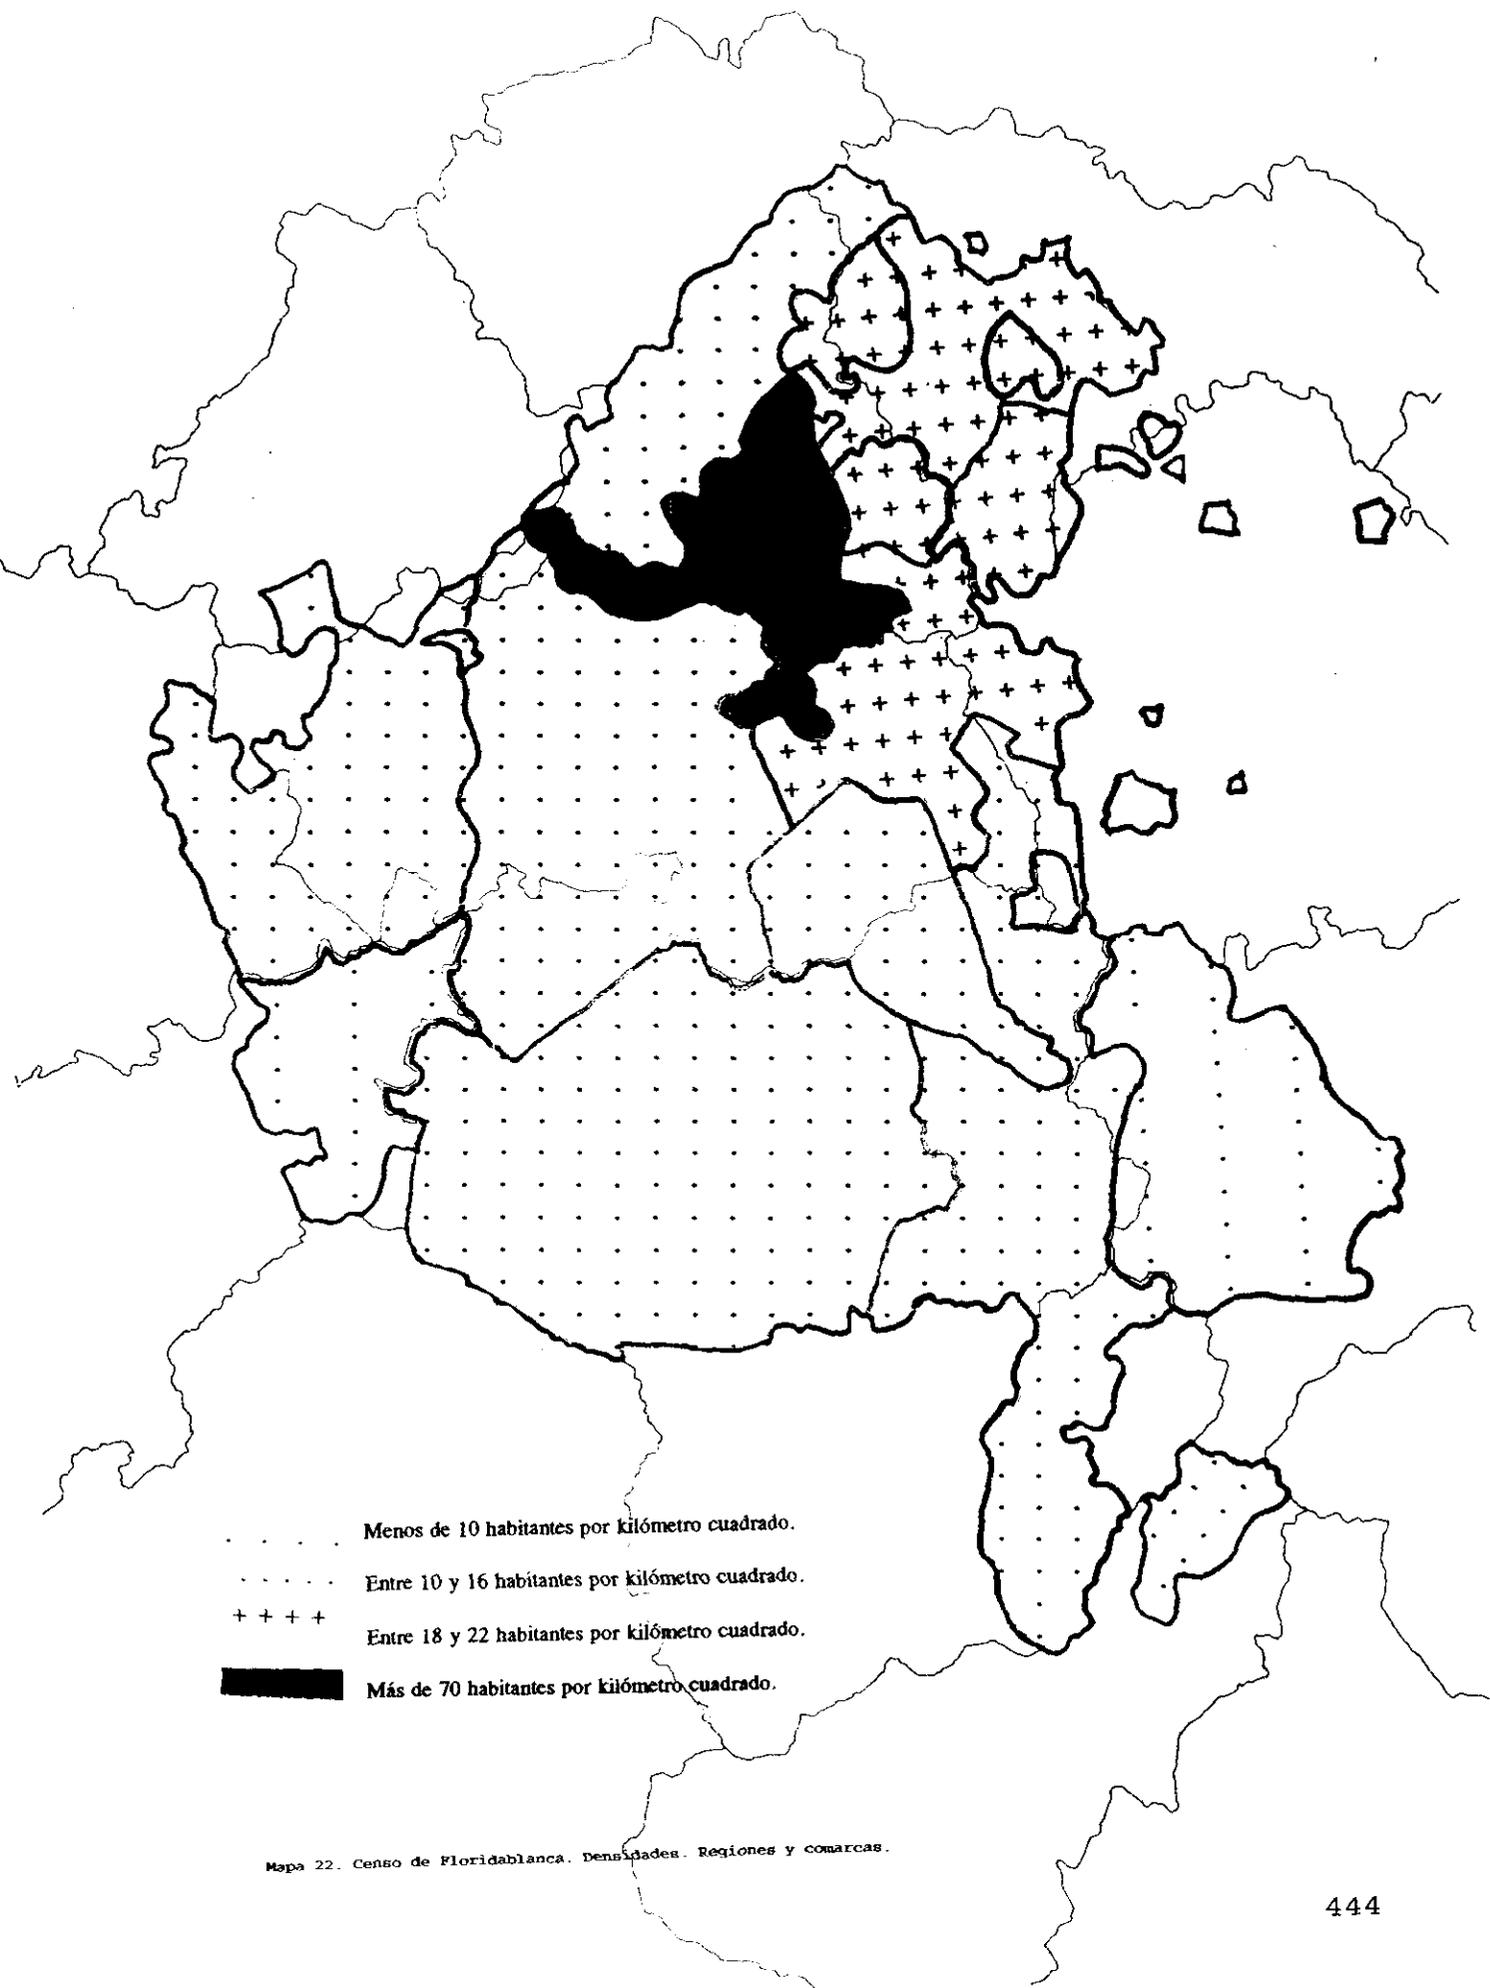 Menos de 10 habitantes por kilómetro cuadrado.
Entre 10 y 16 habitantes por kilómetro cuadrado.
Entre 18 y 22 habitantes por kilómetro cuadrado.
Más de 70 habitantes por kilómetro cuadrado.
Mapa 22. Censo de Floridablanca. Densidades. Regiones y comarcas.
444